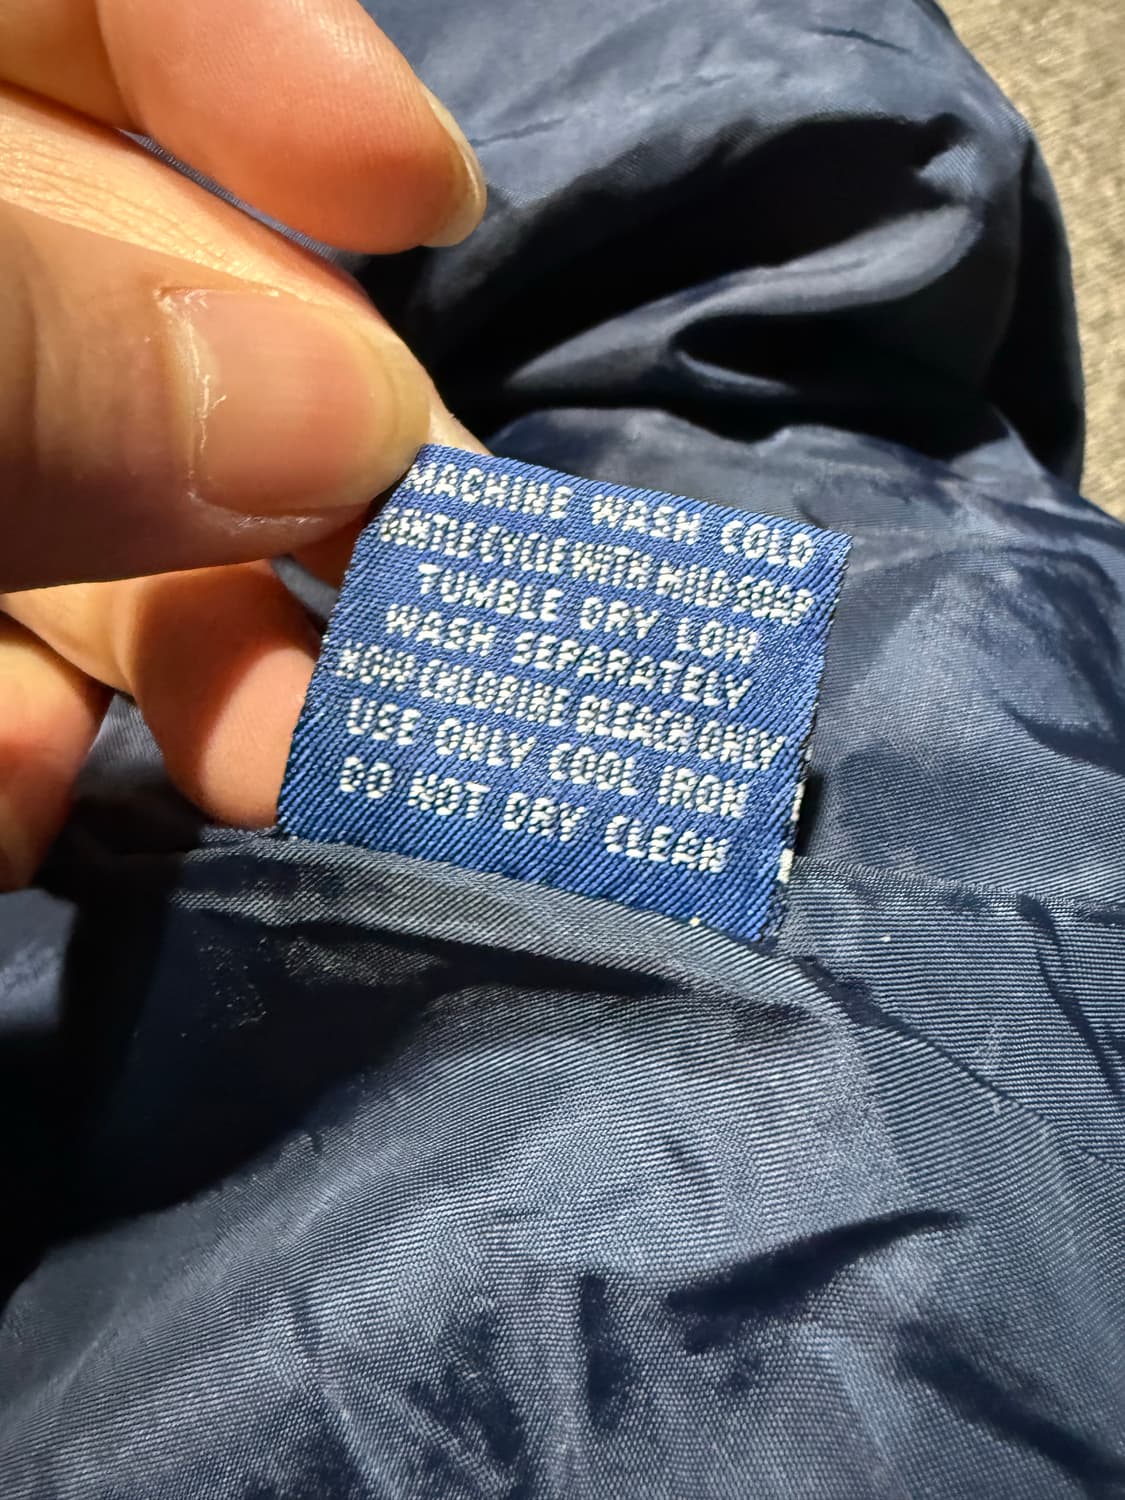 MACHINE WASH COLD
GENTLE CYCLE WITH MILD SOAP
TUMBLE DRY LOW
WASH SEPARATELY
NON CHLORINE BLEACH ONLY
USE ONLY COOL IRON
DO NOT DRY CLEAN